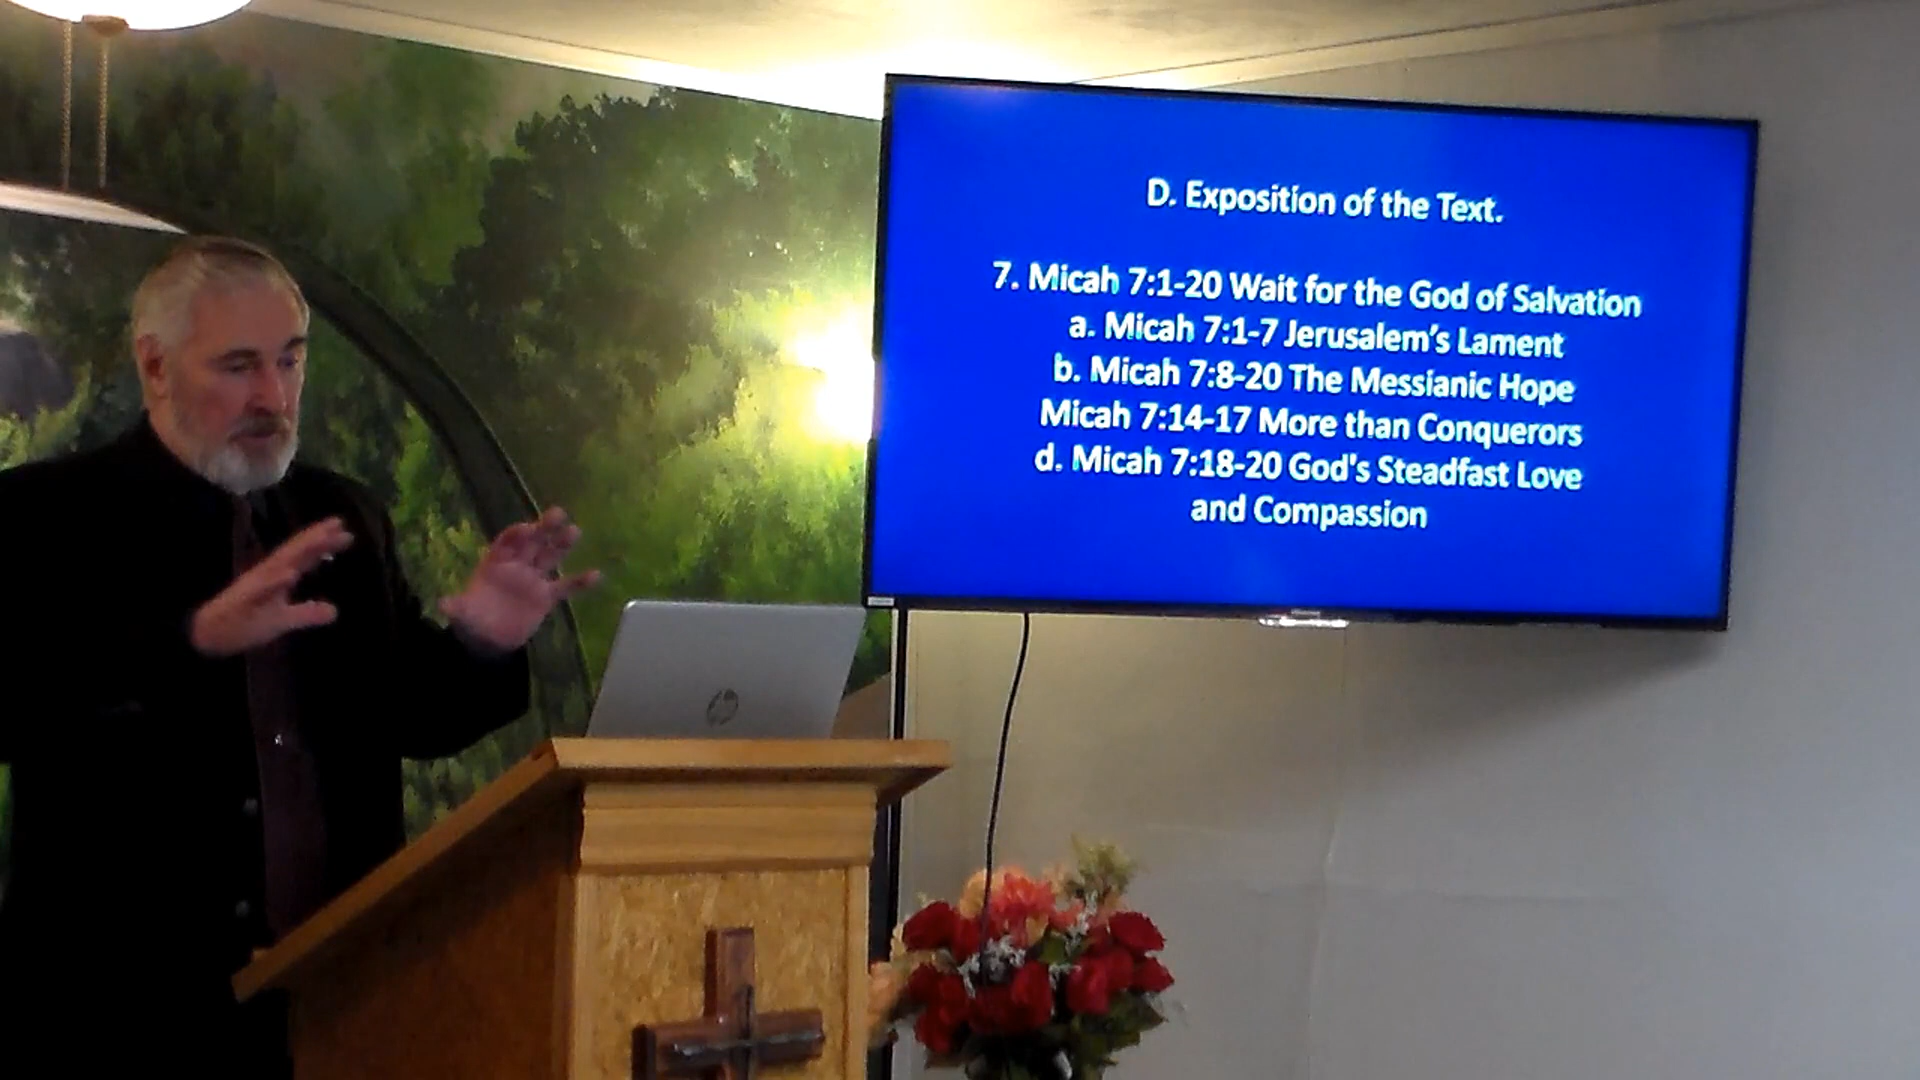 D. Exposition of the Text.
7. Micah 7:1-20 Wait for the God of Salvation
a. Micah 7:1-7 Jerusalem's Lament
b. Micah 7:8-20 The Messianic Hope
Micah 7:14-17 More than Conquerors
d. Micah 7:18-20 God's Steadfast Love
and Compassion
hp